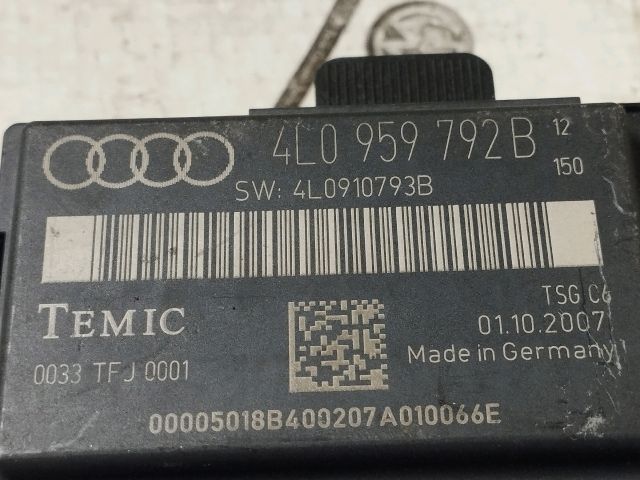 4L0 959 792 B 12
150
SW: 4L0910793B
TEMIC
TSG C6
01.10.2007
Made in Germany
0033 TFJ 0001
00005018B400207A010066E